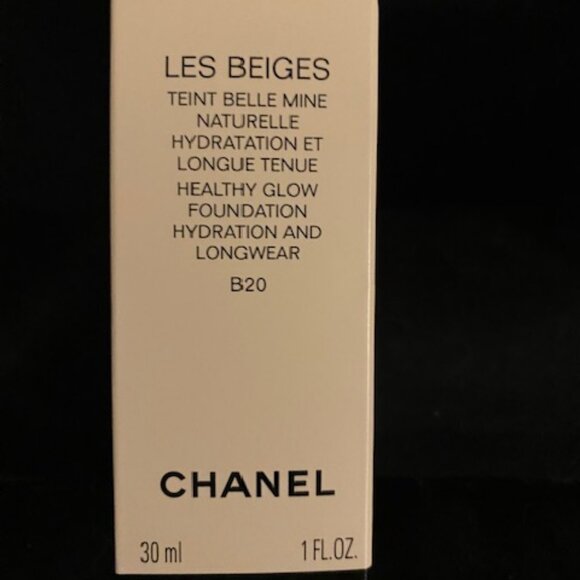 LES BEIGES
TEINT BELLE MINE
NATURELLE
HYDRATATION ET
LONGUE TENUE
HEALTHY GLOW
FOUNDATION
HYDRATION AND
LONGWEAR
B20
CHANEL
30 ml 1 FL.OZ.